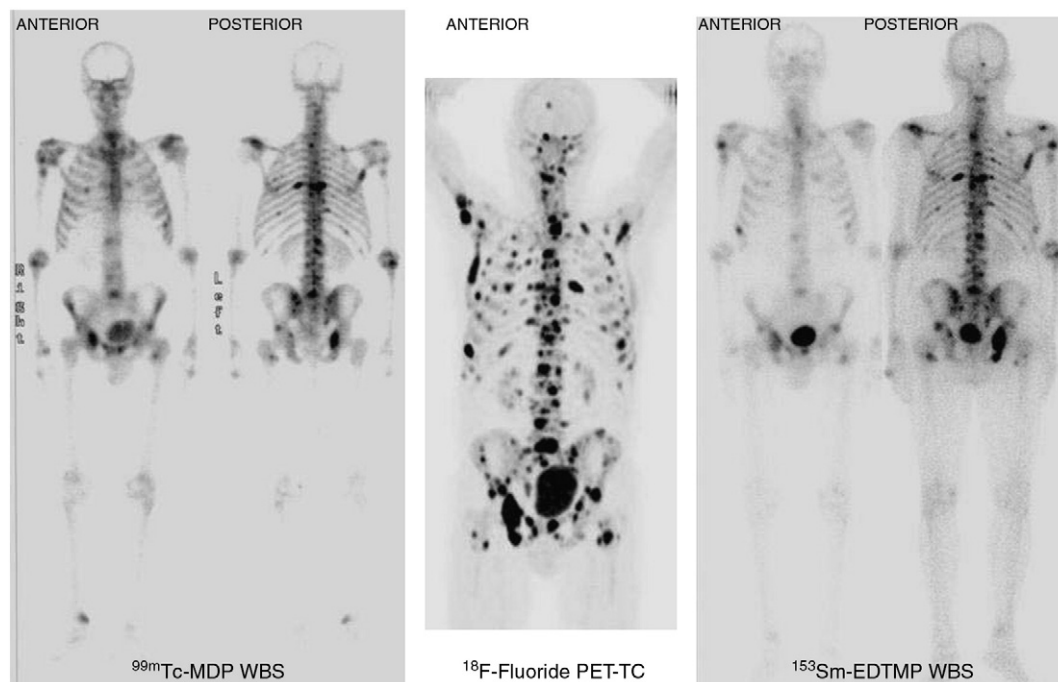 ANTERIOR
POSTERIOR
ANTERIOR
ANTERIOR
POSTERIOR
Right
Left
⁹⁹ᵐTc-MDP WBS
¹⁸F-Fluoride PET-TC
¹⁵³Sm-EDTMP WBS